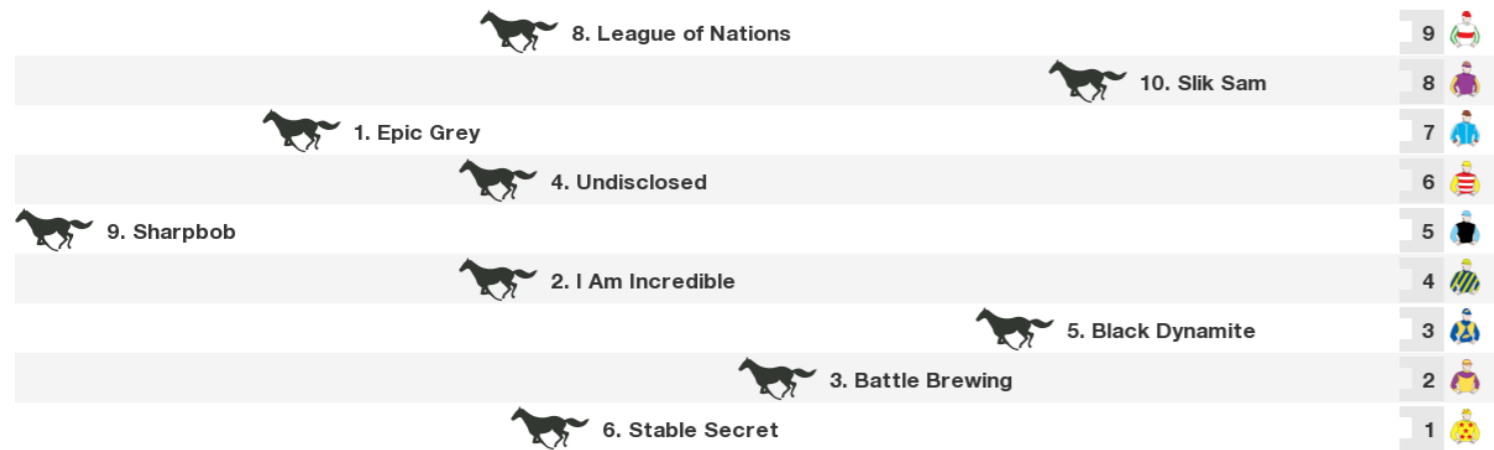 8. League of Nations 9
10. Slik Sam 8
1. Epic Grey 7
4. Undisclosed 6
9. Sharpbob 5
2. I Am Incredible 4
5. Black Dynamite 3
3. Battle Brewing 2
6. Stable Secret 1